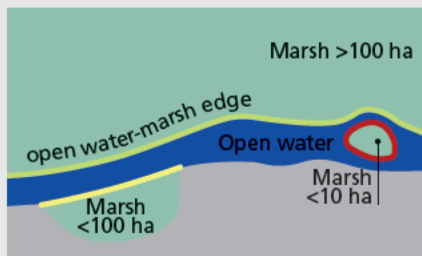 Marsh >100 ha
open water-marsh edge
Open water
Marsh
<10 ha
Marsh
<100 ha